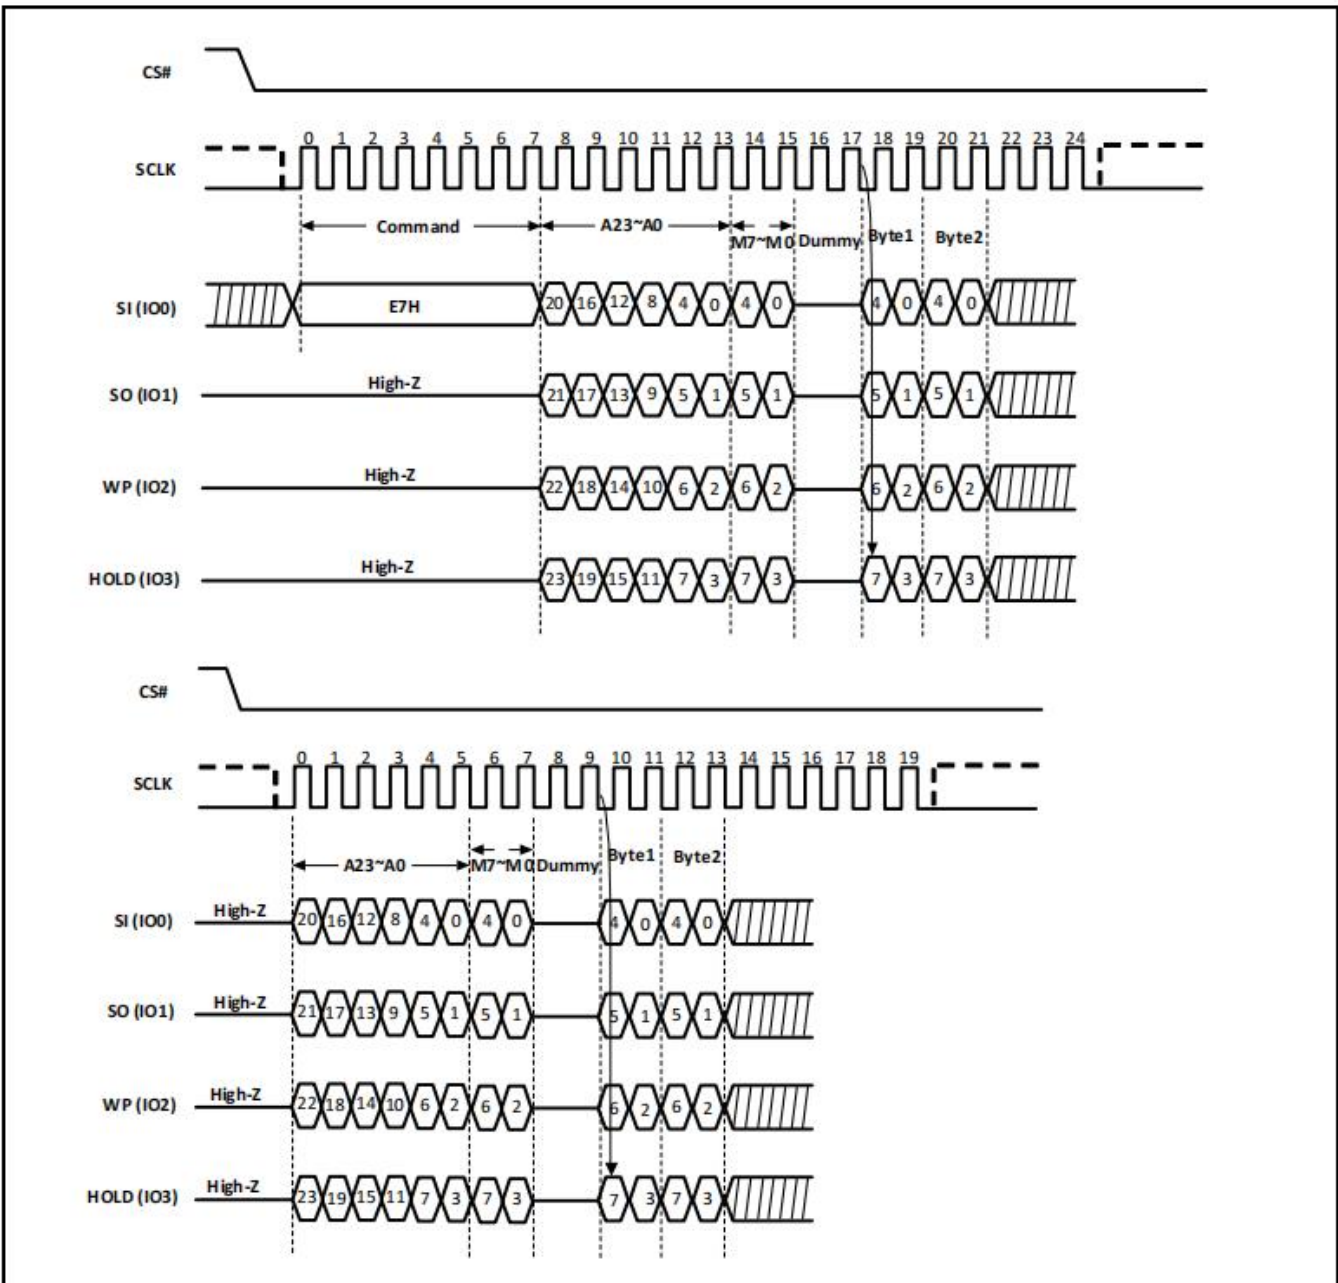 CS#
0 1 2 3 4 5 6 7 8 9 10 11 12 13 14 15 16 17 18 19 20 21 22 23 24
SCLK
Command A23~A0 M7~M0 Dummy Byte1 Byte2
SI (IO0) E7H 20 16 12 8 4 0 4 0 4 0 4 0
SO (IO1) High-Z 21 17 13 9 5 1 5 1 5 1 5 1
WP (IO2) High-Z 22 18 14 10 6 2 6 2 6 2 6 2
HOLD (IO3) High-Z 23 19 15 11 7 3 7 3 7 3 7 3
CS#
0 1 2 3 4 5 6 7 8 9 10 11 12 13 14 15 16 17 18 19
SCLK
A23~A0 M7~M0 Dummy Byte1 Byte2
SI (IO0) High-Z 20 16 12 8 4 0 4 0 4 0 4 0
SO (IO1) High-Z 21 17 13 9 5 1 5 1 5 1 5 1
WP (IO2) High-Z 22 18 14 10 6 2 6 2 6 2 6 2
HOLD (IO3) High-Z 23 19 15 11 7 3 7 3 7 3 7 3